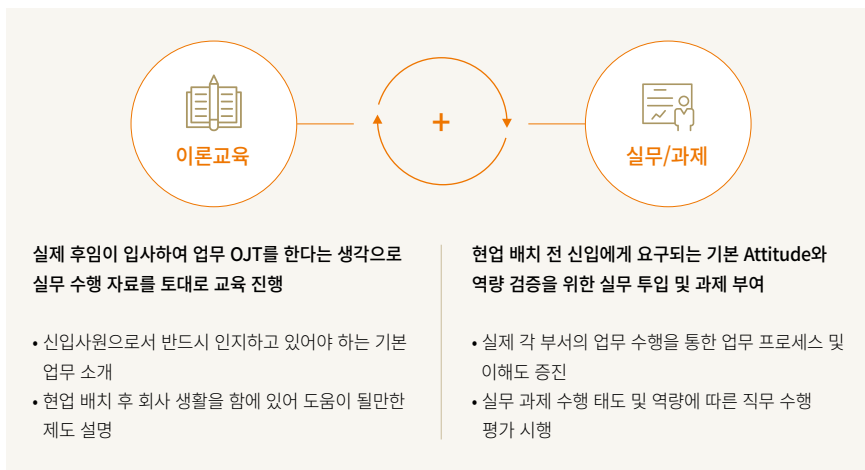 이론교육
+
실무/과제
실제 후임이 입사하여 업무 OJT를 한다는 생각으로
실무 수행 자료를 토대로 교육 진행
• 신입사원으로서 반드시 인지하고 있어야 하는 기본
업무 소개
• 현업 배치 후 회사 생활을 함에 있어 도움이 될만한
제도 설명
현업 배치 전 신입에게 요구되는 기본 Attitude와
역량 검증을 위한 실무 투입 및 과제 부여
• 실제 각 부서의 업무 수행을 통한 업무 프로세스 및
이해도 증진
• 실무 과제 수행 태도 및 역량에 따른 직무 수행
평가 시행